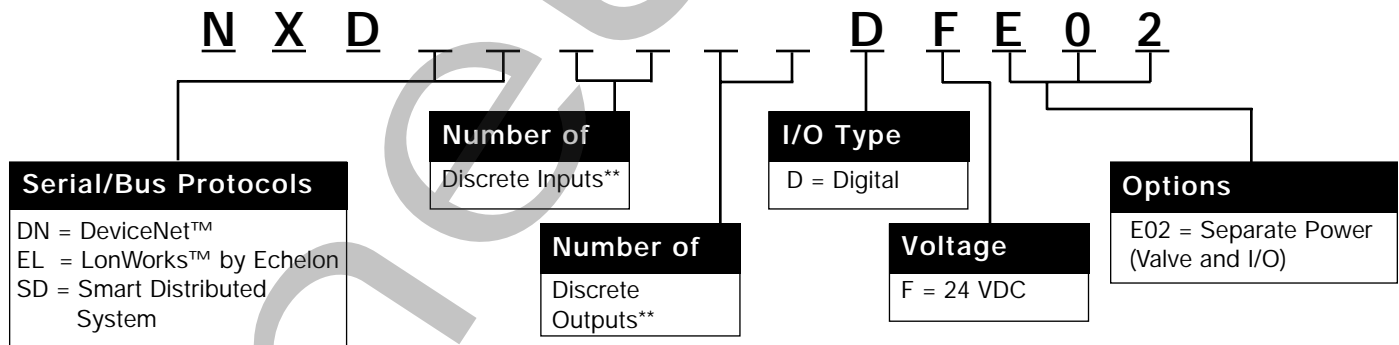 N X D _ _ _ _ _ _ D F E 0 2
Number of
Discrete Inputs**
I/O Type
D = Digital
Serial/Bus Protocols
DN = DeviceNet™
EL = LonWorks™ by Echelon
SD = Smart Distributed
System
Options
E02 = Separate Power
(Valve and I/O)
Number of
Discrete
Outputs**
Voltage
F = 24 VDC